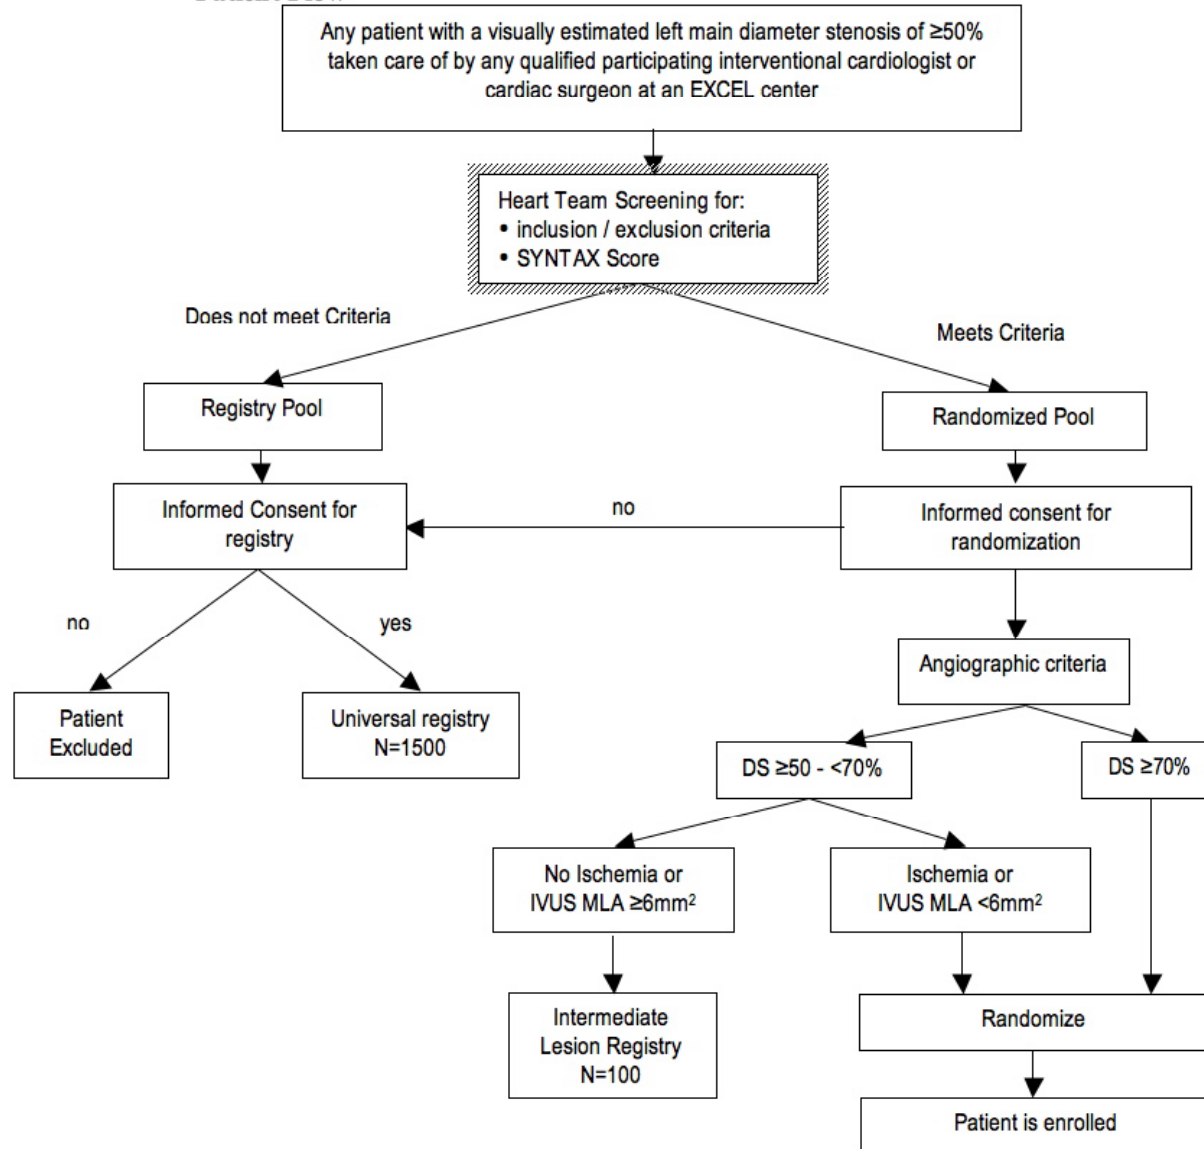 Any patient with a visually estimated left main diameter stenosis of ≥50%
taken care of by any qualified participating interventional cardiologist or
cardiac surgeon at an EXCEL center
Heart Team Screening for:
• inclusion / exclusion criteria
• SYNTAX Score
Does not meet Criteria
Meets Criteria
Registry Pool
Randomized Pool
Informed Consent for
registry
no
Informed consent for
randomization
no
yes
Angiographic criteria
Patient
Excluded
Universal registry
N=1500
DS ≥50 - <70%
DS ≥70%
No Ischemia or
IVUS MLA ≥6mm²
Ischemia or
IVUS MLA <6mm²
Intermediate
Lesion Registry
N=100
Randomize
Patient is enrolled